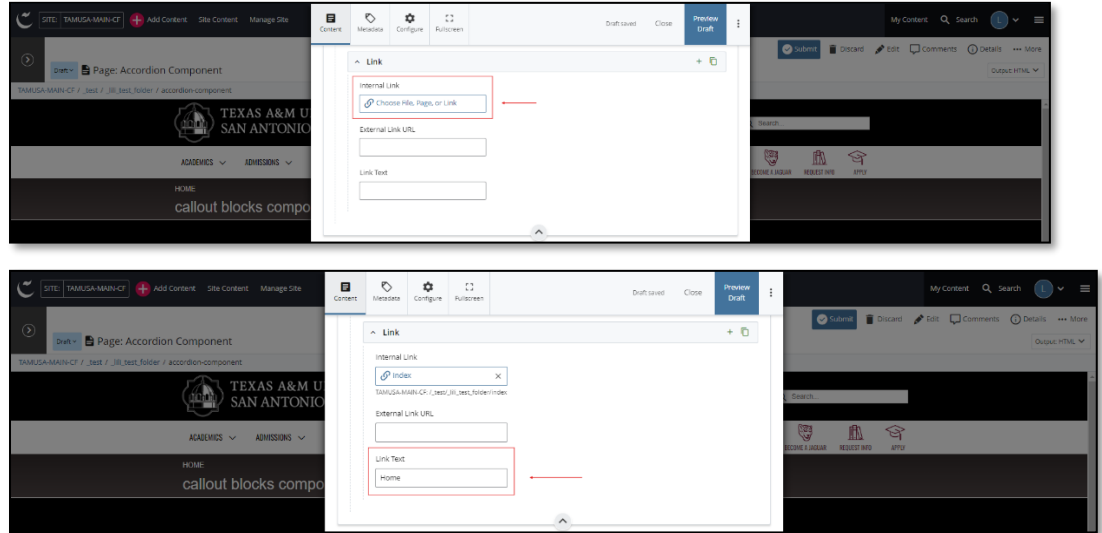 SITE: TAMUSA-MAIN-CF Add Content Site Content Manage Site
Content Metadata Configure Fullscreen
Draft saved Close Preview Draft
My Content Search L
Submit Discard Edit Comments Details More
Draft Page: Accordion Component
Output: HTML
TAMUSA-MAIN-CF / _test / _lili_test_folder / accordion-component
Link
Internal Link
Choose File, Page, or Link
External Link URL
Link Text
TEXAS A&M U
SAN ANTONIO
Search...
ACADEMICS ADMISSIONS
BECOME A JAGUAR REQUEST INFO APPLY
HOME
callout blocks compo
SITE: TAMUSA-MAIN-CF Add Content Site Content Manage Site
Content Metadata Configure Fullscreen
Draft saved Close Preview Draft
My Content Search L
Submit Discard Edit Comments Details More
Draft Page: Accordion Component
Output: HTML
TAMUSA-MAIN-CF / _test / _lili_test_folder / accordion-component
Link
Internal Link
Index
TAMUSA-MAIN-CF: /_test/_lili_test_folder/index
External Link URL
Link Text
Home
TEXAS A&M U
SAN ANTONIO
Search...
ACADEMICS ADMISSIONS
BECOME A JAGUAR REQUEST INFO APPLY
HOME
callout blocks compo